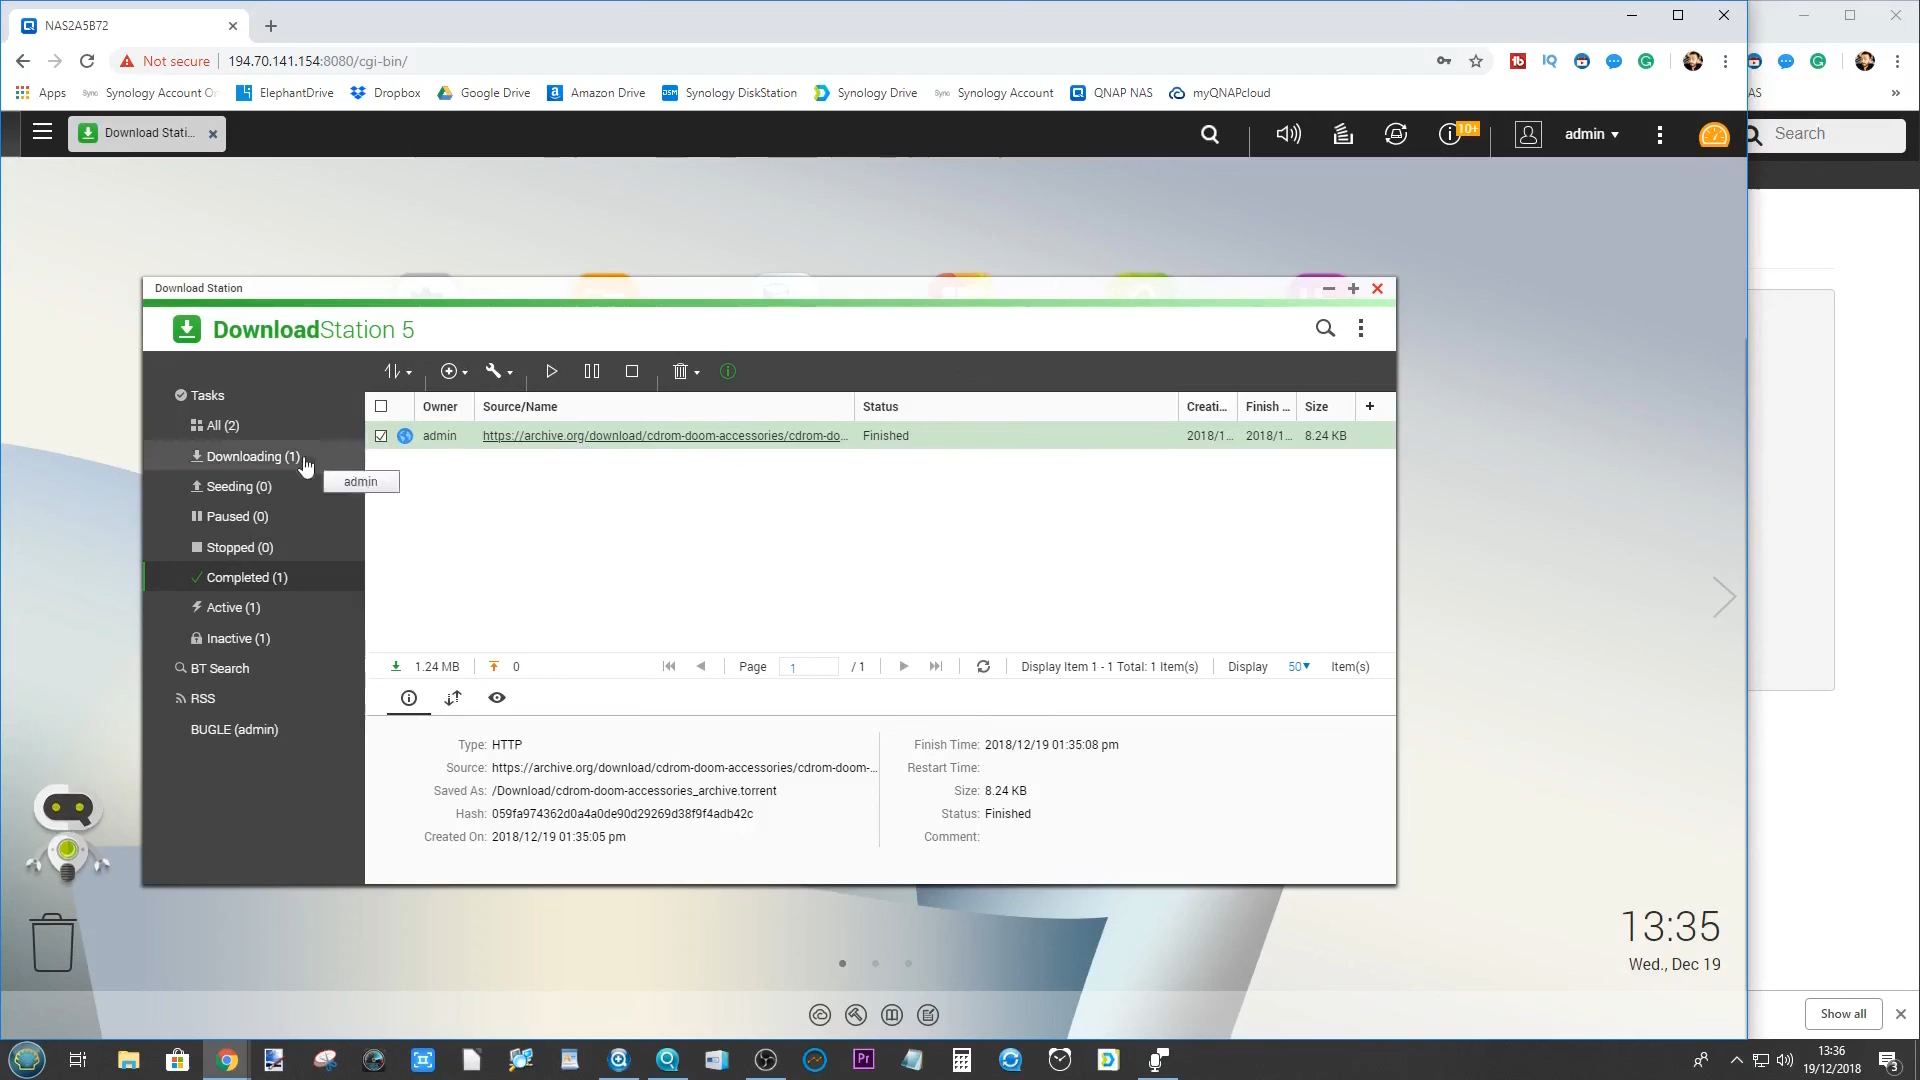 NAS2A5B72
Not secure
194.70.141.154:8080/cgi-bin/
Apps
Synology Account O
ElephantDrive
Dropbox
Google Drive
Amazon Drive
Synology DiskStation
Synology Drive
Synology Account
QNAP NAS
myQNAPcloud
AS
»
Download Stati...
10+
admin
Search
Download Station
DownloadStation 5
Tasks
All (2)
Downloading (1)
Seeding (0)
Paused (0)
Stopped (0)
Completed (1)
Active (1)
Inactive (1)
BT Search
RSS
BUGLE (admin)
admin
Owner
Source/Name
Status
Creati...
Finish ...
Size
admin
https://archive.org/download/cdrom-doom-accessories/cdrom-do...
Finished
2018/1...
2018/1...
8.24 KB
1.24 MB
0
Page
1
/ 1
Display Item 1 - 1 Total: 1 Item(s)
Display
50
Item(s)
Type: HTTP
Source: https://archive.org/download/cdrom-doom-accessories/cdrom-doom-...
Saved As: /Download/cdrom-doom-accessories_archive.torrent
Hash: 059fa974362d0a4a0de90d29269d38f9f4adb42c
Created On: 2018/12/19 01:35:05 pm
Finish Time: 2018/12/19 01:35:08 pm
Restart Time:
Size: 8.24 KB
Status: Finished
Comment:
13:35
Wed., Dec 19
Show all
Pr
13:36
19/12/2018
3